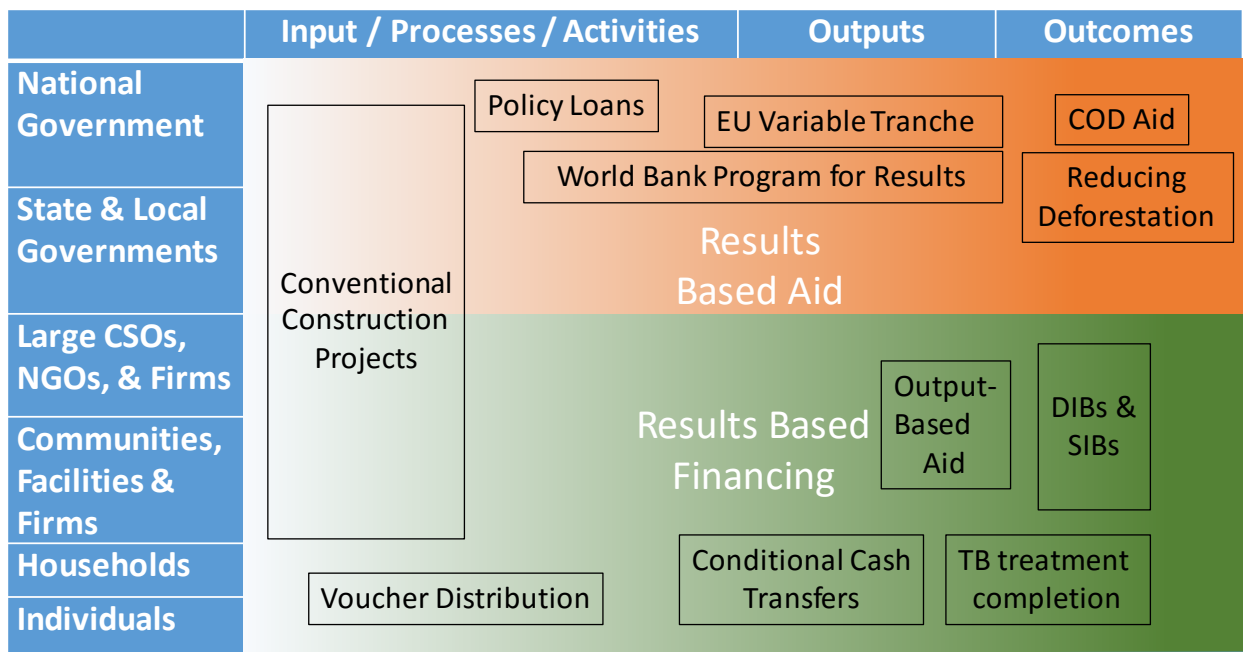 Input / Processes / Activities
Outputs
Outcomes
National
Government
Policy Loans
EU Variable Tranche
COD Aid
World Bank Program for Results
Reducing
Deforestation
State & Local
Governments
Results
Based Aid
Conventional
Construction
Projects
Large CSOs,
NGOs, & Firms
Results Based
Financing
Output-
Based
Aid
DIBs &
SIBs
Communities,
Facilities &
Firms
Households
Individuals
Voucher Distribution
Conditional Cash
Transfers
TB treatment
completion